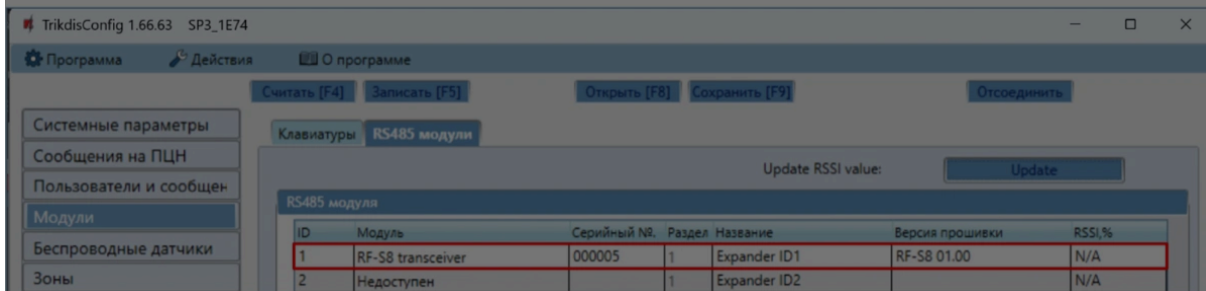 TrikdisConfig 1.66.63 SP3_1E74
Программа Действия О программе
Считать [F4] Записать [F5] Открыть [F8] Сохранить [F9] Отсоединить
Системные параметры
Сообщения на ПЦН
Пользователи и сообщен
Модули
Беспроводные датчики
Зоны
Клавиатуры RS485 модули
Update RSSI value: Update
RS485 модуля
ID Модуль Серийный №. Раздел Название Версия прошивки RSSI,%
1 RF-S8 transceiver 000005 1 Expander ID1 RF-S8 01.00 N/A
2 Недоступен 1 Expander ID2 N/A